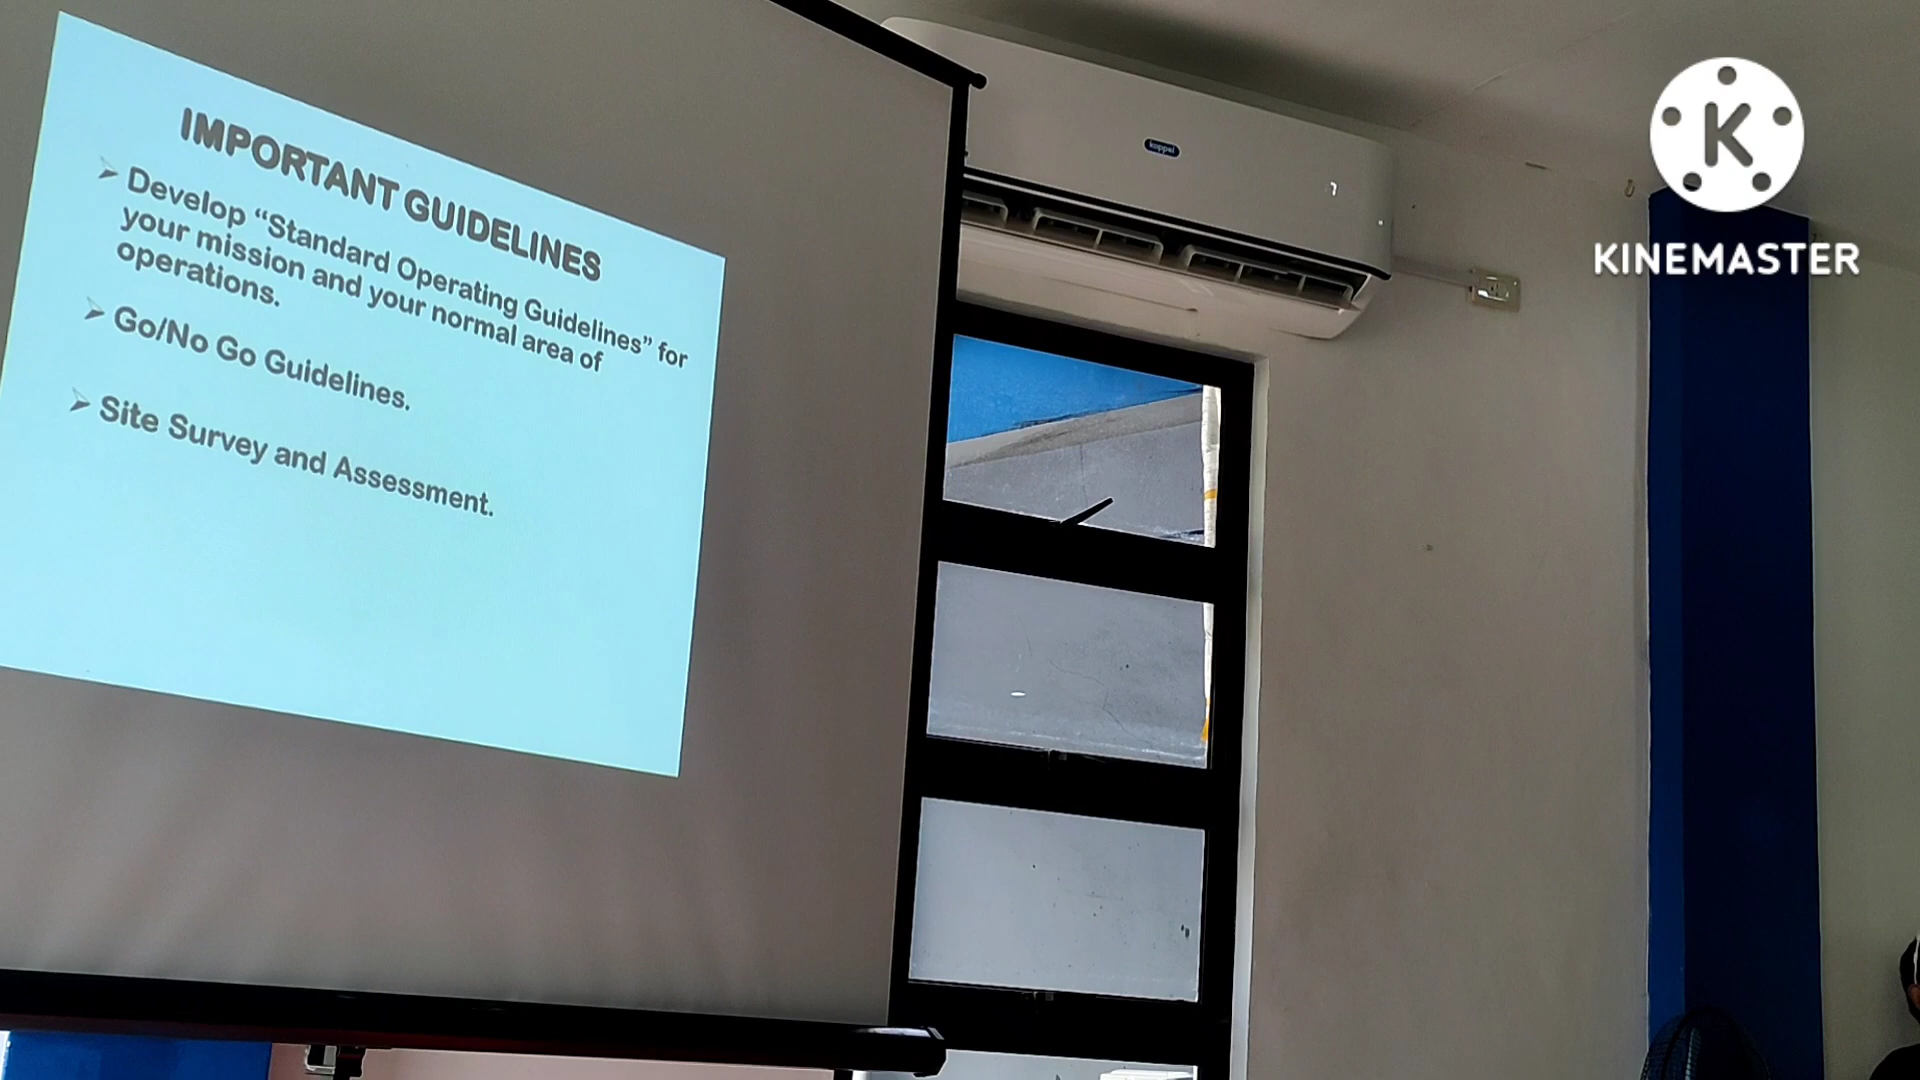 IMPORTANT GUIDELINES
➢ Develop “Standard Operating Guidelines” for
your mission and your normal area of
operations.
➢ Go/No Go Guidelines.
➢ Site Survey and Assessment.
koppel
K
KINEMASTER